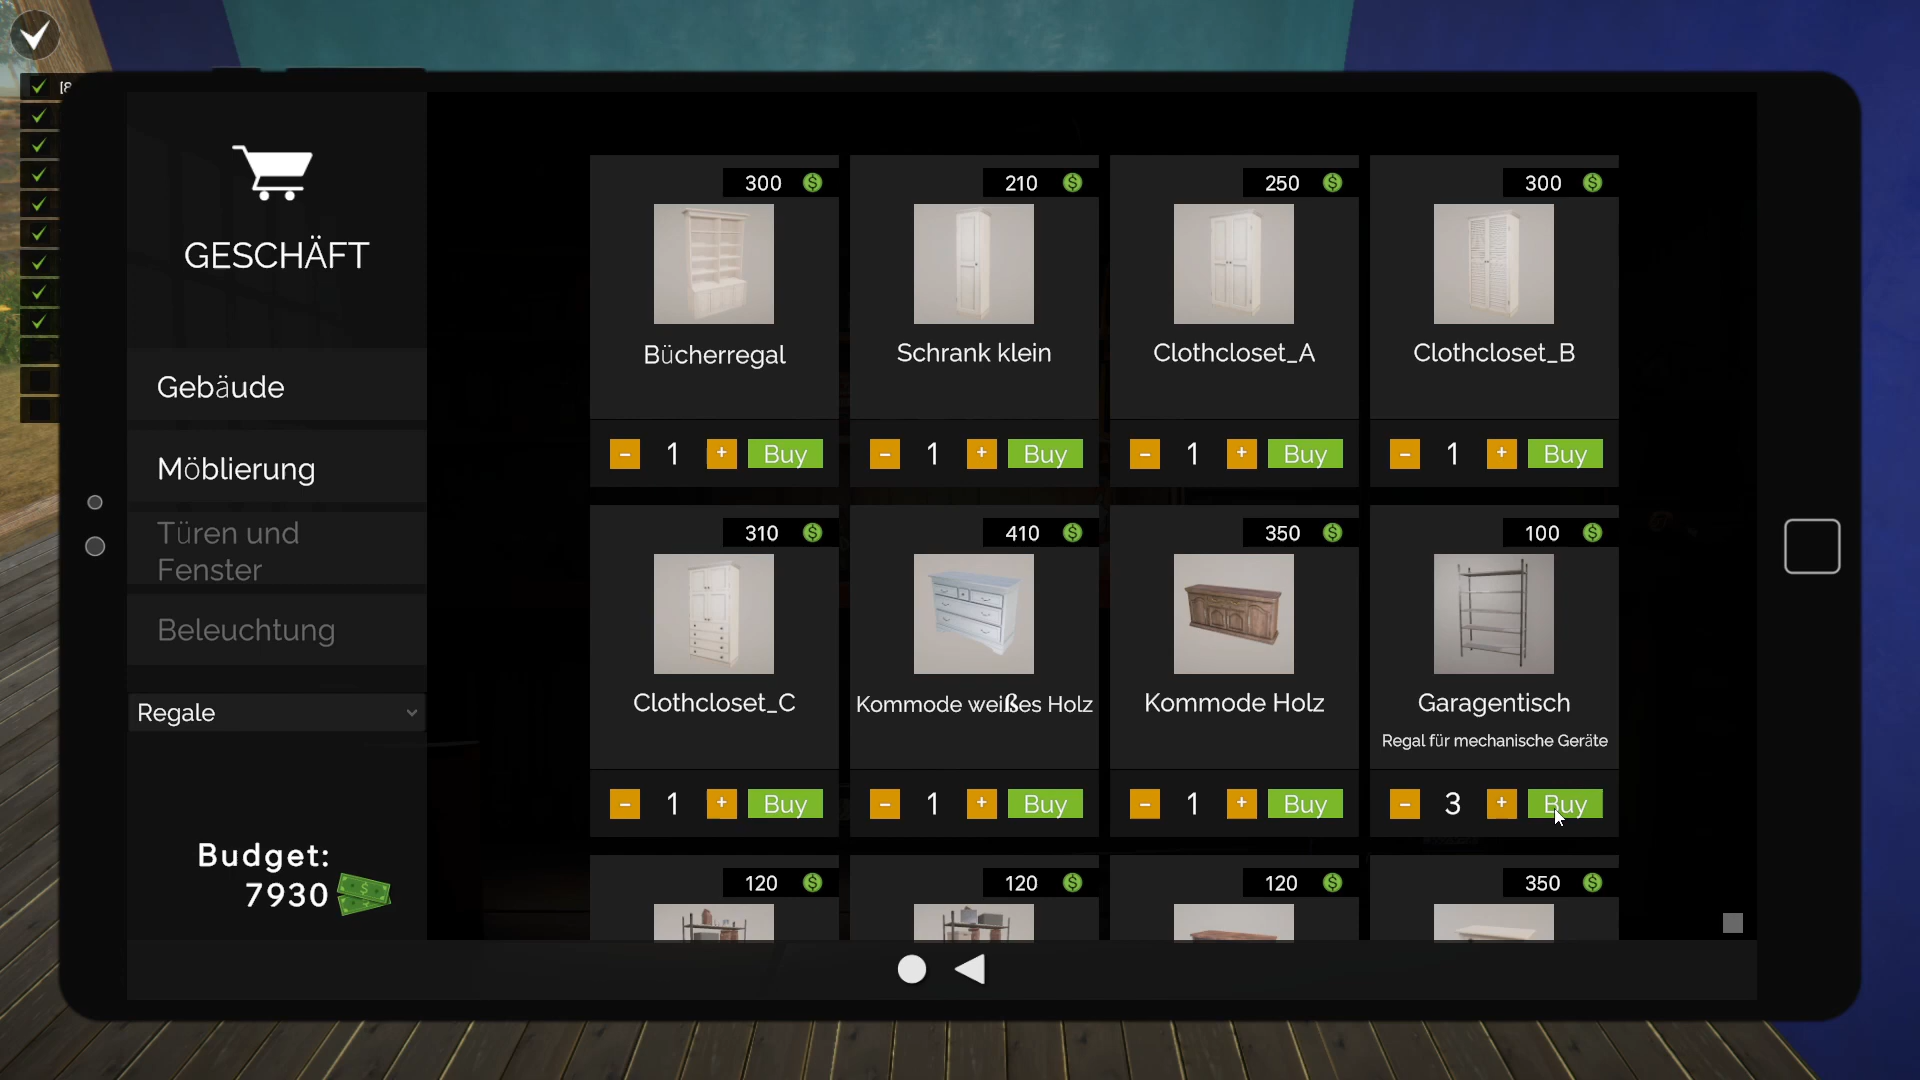 [8
GESCHÄFT
Gebäude
Möblierung
Türen und
Fenster
Beleuchtung
Regale
Budget:
7930
300 $
210 $
250 $
300 $
Bücherregal
Schrank klein
Clothcloset_A
Clothcloset_B
- 1 + Buy
- 1 + Buy
- 1 + Buy
- 1 + Buy
310 $
410 $
350 $
100 $
Clothcloset_C
Kommode weißes Holz
Kommode Holz
Garagentisch
Regal für mechanische Geräte
- 1 + Buy
- 1 + Buy
- 1 + Buy
- 3 + Buy
120 $
120 $
120 $
350 $